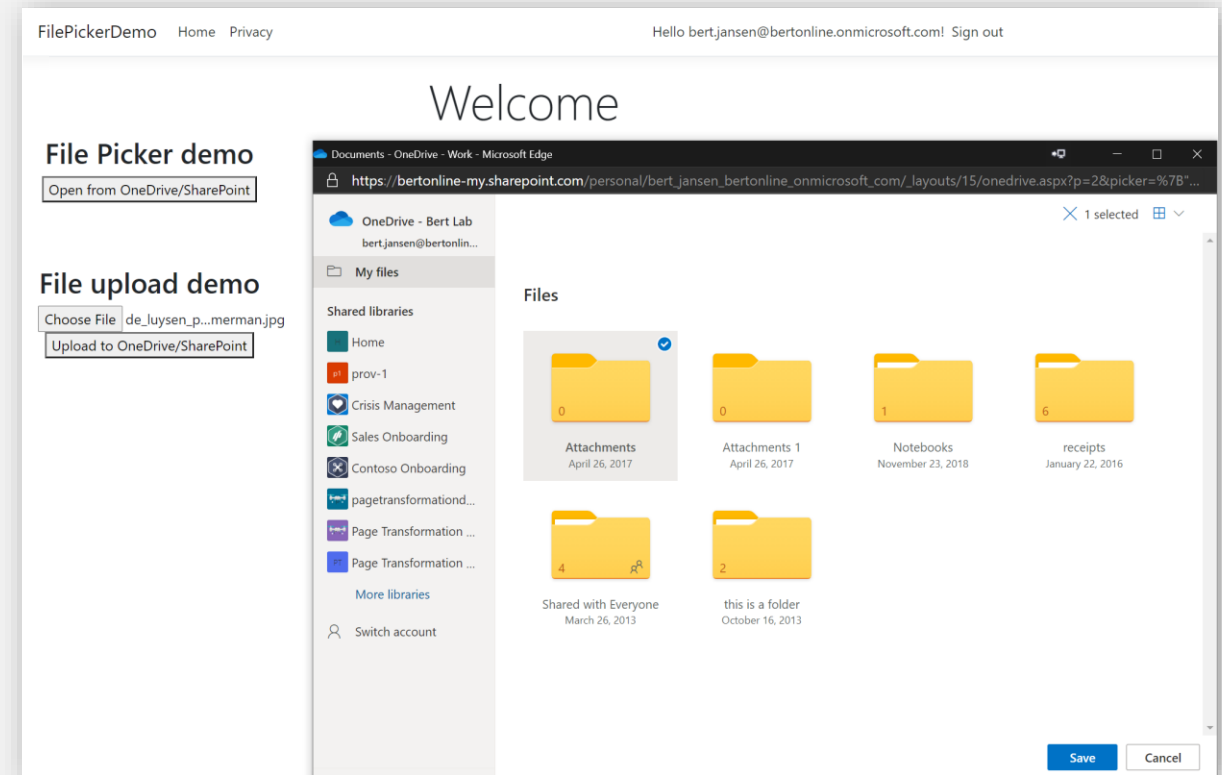 FilePickerDemo Home Privacy Hello bert.jansen@bertonline.onmicrosoft.com! Sign out
Welcome
File Picker demo
Open from OneDrive/SharePoint
File upload demo
Choose File de_luysen_p...merman.jpg
Upload to OneDrive/SharePoint
Documents - OneDrive - Work - Microsoft Edge
https://bertonline-my.sharepoint.com/personal/bert_jansen_bertonline_onmicrosoft_com/_layouts/15/onedrive.aspx?p=2&picker=%7B"...
OneDrive - Bert Lab
bert.jansen@bertonlin...
My files
Shared libraries
Home
p1 prov-1
Crisis Management
Sales Onboarding
Contoso Onboarding
pagetransformationd...
Page Transformation ...
PT Page Transformation ...
More libraries
Switch account
1 selected
Files
0 0 1 6
Attachments Attachments 1 Notebooks receipts
April 26, 2017 April 26, 2017 November 23, 2018 January 22, 2016
4 2
Shared with Everyone this is a folder
March 26, 2013 October 16, 2013
Save Cancel